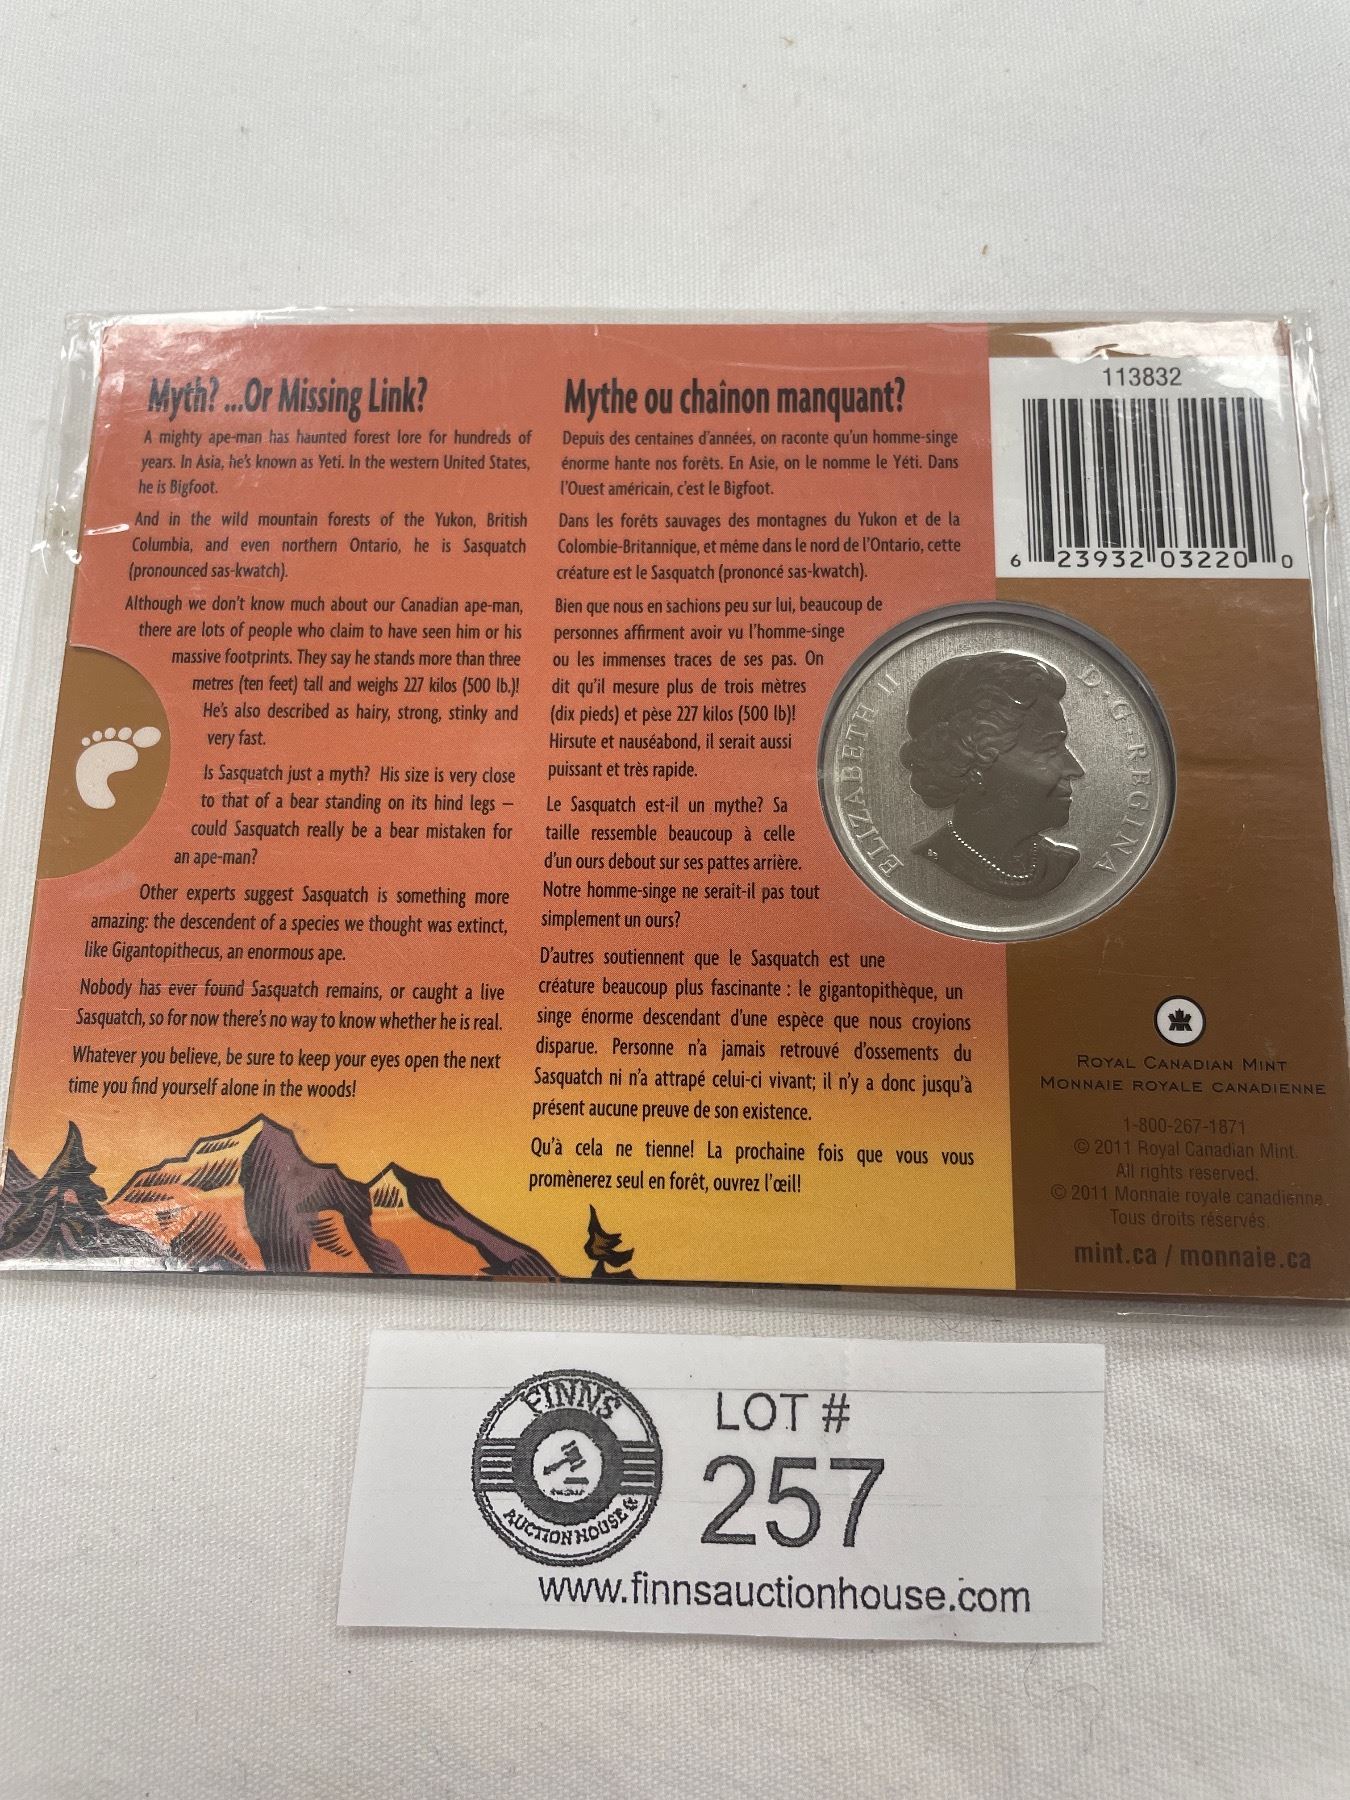 Myth? ...Or Missing Link?
A mighty ape-man has haunted forest lore for hundreds of
years. In Asia, he's known as Yeti. In the western United States,
he is Bigfoot.
And in the wild mountain forests of the Yukon, British
Columbia, and even northern Ontario, he is Sasquatch
(pronounced sas-kwatch).
Although we don't know much about our Canadian ape-man,
there are lots of people who claim to have seen him or his
massive footprints. They say he stands more than three
metres (ten feet) tall and weighs 227 kilos (500 lb.)!
He's also described as hairy, strong, stinky and
very fast.
Is Sasquatch just a myth? His size is very close
to that of a bear standing on its hind legs –
could Sasquatch really be a bear mistaken for
an ape-man?
Other experts suggest Sasquatch is something more
amazing: the descendent of a species we thought was extinct,
like Gigantopithecus, an enormous ape.
Nobody has ever found Sasquatch remains, or caught a live
Sasquatch, so for now there's no way to know whether he is real.
Whatever you believe, be sure to keep your eyes open the next
time you find yourself alone in the woods!
Mythe ou chaînon manquant?
Depuis des centaines d'années, on raconte qu'un homme-singe
énorme hante nos forêts. En Asie, on le nomme le Yéti. Dans
l'Ouest américain, c'est le Bigfoot.
Dans les forêts sauvages des montagnes du Yukon et de la
Colombie-Britannique, et même dans le nord de l'Ontario, cette
créature est le Sasquatch (prononcé sas-kwatch).
Bien que nous en sachions peu sur lui, beaucoup de
personnes affirment avoir vu l'homme-singe
ou les immenses traces de ses pas. On
dit qu'il mesure plus de trois mètres
(dix pieds) et pèse 227 kilos (500 lb)!
Hirsute et nauséabond, il serait aussi
puissant et très rapide.
Le Sasquatch est-il un mythe? Sa
taille ressemble beaucoup à celle
d'un ours debout sur ses pattes arrière.
Notre homme-singe ne serait-il pas tout
simplement un ours?
D'autres soutiennent que le Sasquatch est une
créature beaucoup plus fascinante : le gigantopithèque, un
singe énorme descendant d'une espèce que nous croyions
disparue. Personne n'a jamais retrouvé d'ossements du
Sasquatch ni n'a attrapé celui-ci vivant; il n'y a donc jusqu'à
présent aucune preuve de son existence.
Qu'à cela ne tienne! La prochaine fois que vous vous
promènerez seul en forêt, ouvrez l'œil!
113832
6 23932 03220 0
ELIZABETH II D·G·REGINA
ROYAL CANADIAN MINT
MONNAIE ROYALE CANADIENNE
1-800-267-1871
© 2011 Royal Canadian Mint.
All rights reserved.
© 2011 Monnaie royale canadienne.
Tous droits réservés.
mint.ca / monnaie.ca
FINNS
AUCTION HOUSE
LOT #
257
www.finnsauctionhouse.com